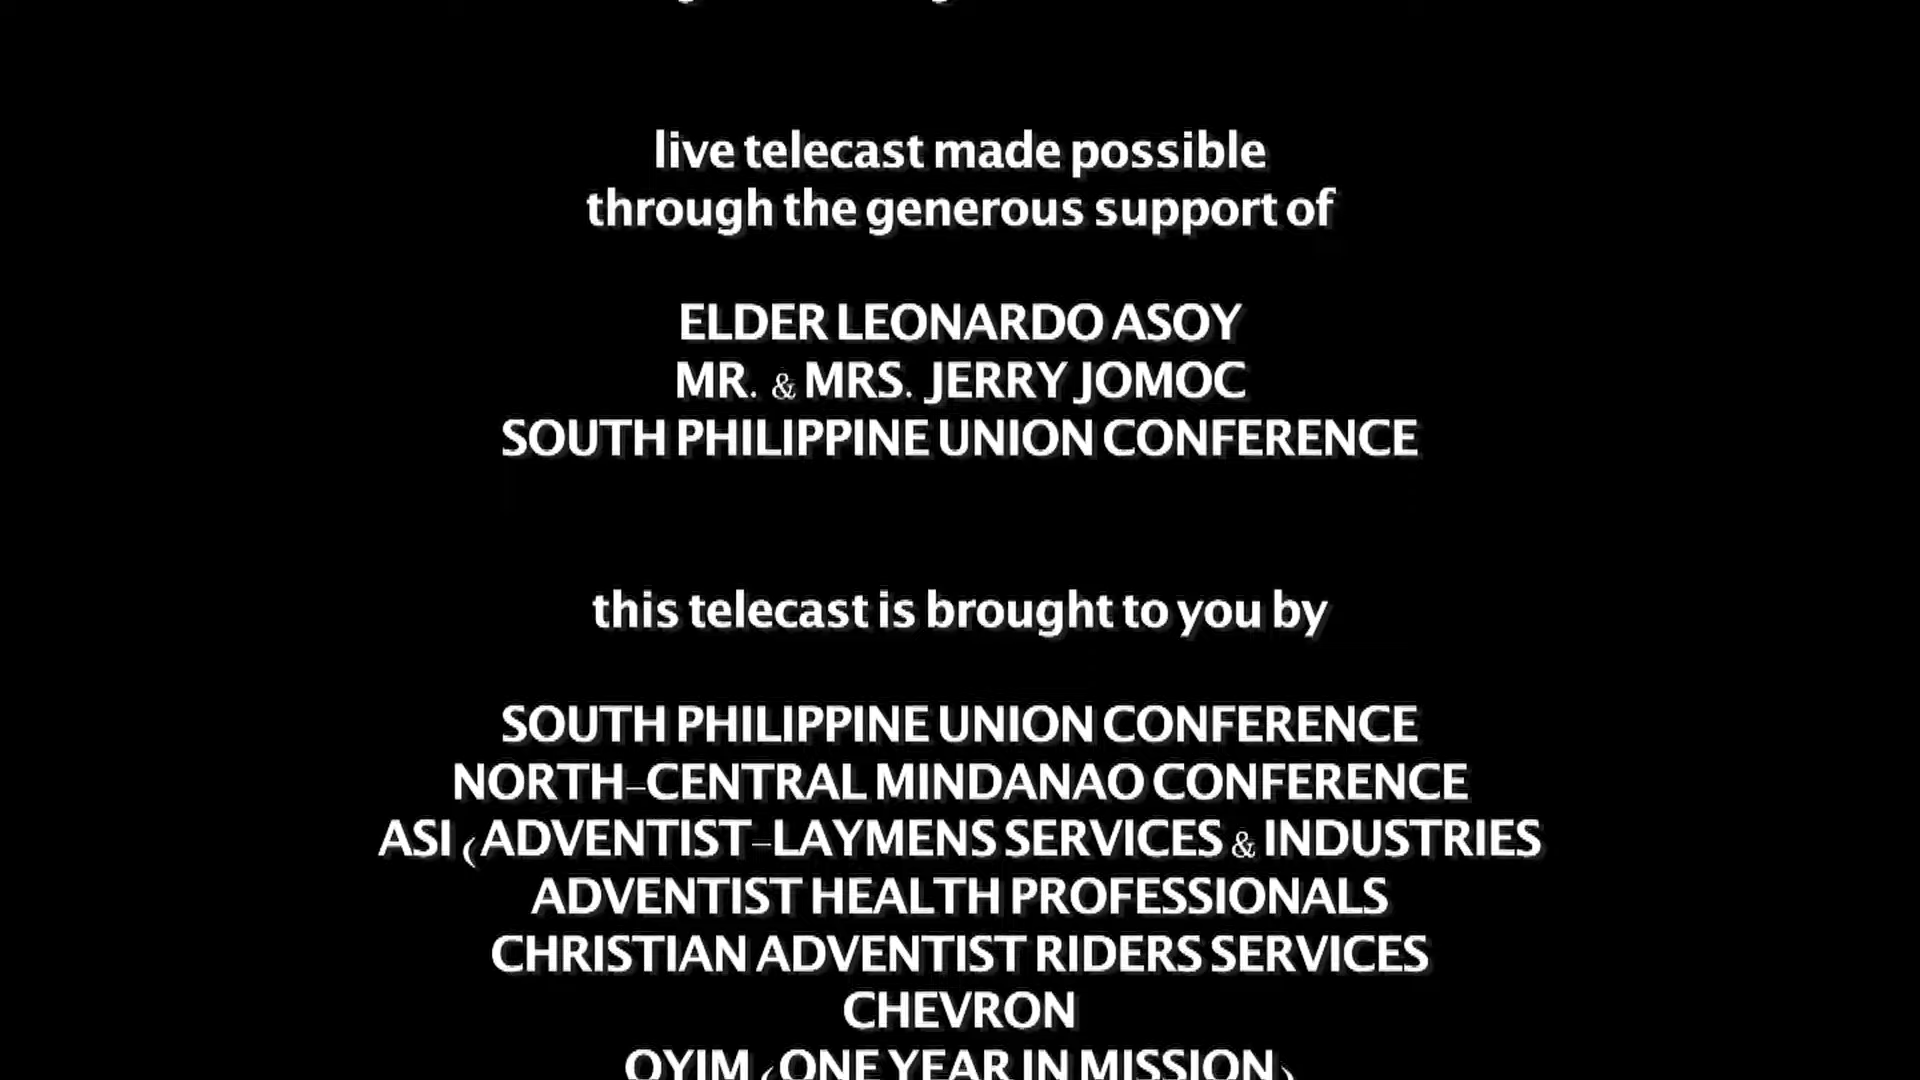 live telecast made possible
through the generous support of
ELDER LEONARDO ASOY
MR. & MRS. JERRY JOMOC
SOUTH PHILIPPINE UNION CONFERENCE
this telecast is brought to you by
SOUTH PHILIPPINE UNION CONFERENCE
NORTH-CENTRAL MINDANAO CONFERENCE
ASI (ADVENTIST-LAYMENS SERVICES & INDUSTRIES
ADVENTIST HEALTH PROFESSIONALS
CHRISTIAN ADVENTIST RIDERS SERVICES
CHEVRON
OYIM (ONE YEAR IN MISSION)